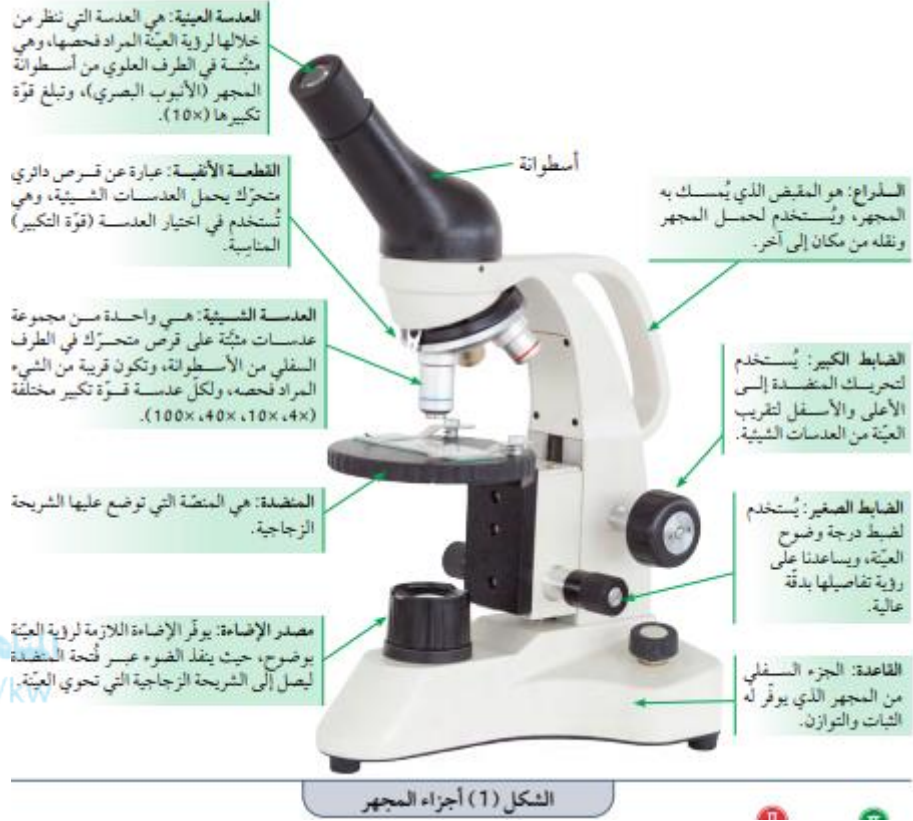 العدسة العينية: هي العدسة التي تنظر من
خلالها لرؤية العيّنة المراد فحصها، وهي
مثبّتة في الطرف العلوي من أسطوانة
المجهر (الأنبوب البصري)، وتبلغ قوّة
تكبيرها (10×).
أسطوانة
القطعة الأنفية: عبارة عن قرص دائري
متحرّك يحمل العدسات الشيئية، وهي
تُستخدم في اختيار العدسة (قوّة التكبير)
المناسبة.
الذراع: هو المقبض الذي يُمسك به
المجهر، ويُستخدم لحمل المجهر
ونقله من مكان إلى آخر.
العدسة الشيئية: هي واحدة من مجموعة
عدسات مثبّتة على قرص متحرّك في الطرف
السفلي من الأسطوانة، وتكون قريبة من الشيء
المراد فحصه، ولكلّ عدسة قوّة تكبير مختلفة
(4×، 10×، 40×، 100×).
الضابط الكبير: يُستخدم
لتحريك المنضدة إلى
الأعلى والأسفل لتقريب
العيّنة من العدسات الشيئية.
المنضدة: هي المنصّة التي توضع عليها الشريحة
الزجاجية.
الضابط الصغير: يُستخدم
لضبط درجة وضوح
العيّنة، ويساعدنا على
رؤية تفاصيلها بدقّة
عالية.
مصدر الإضاءة: يوفّر الإضاءة اللازمة لرؤية العيّنة
بوضوح، حيث ينفذ الضوء عبر فُتحة المنضدة
ليصل إلى الشريحة الزجاجية التي تحوي العيّنة.
القاعدة: الجزء السفلي
من المجهر الذي يوفّر له
الثبات والتوازن.
/kw
الشكل (1) أجزاء المجهر